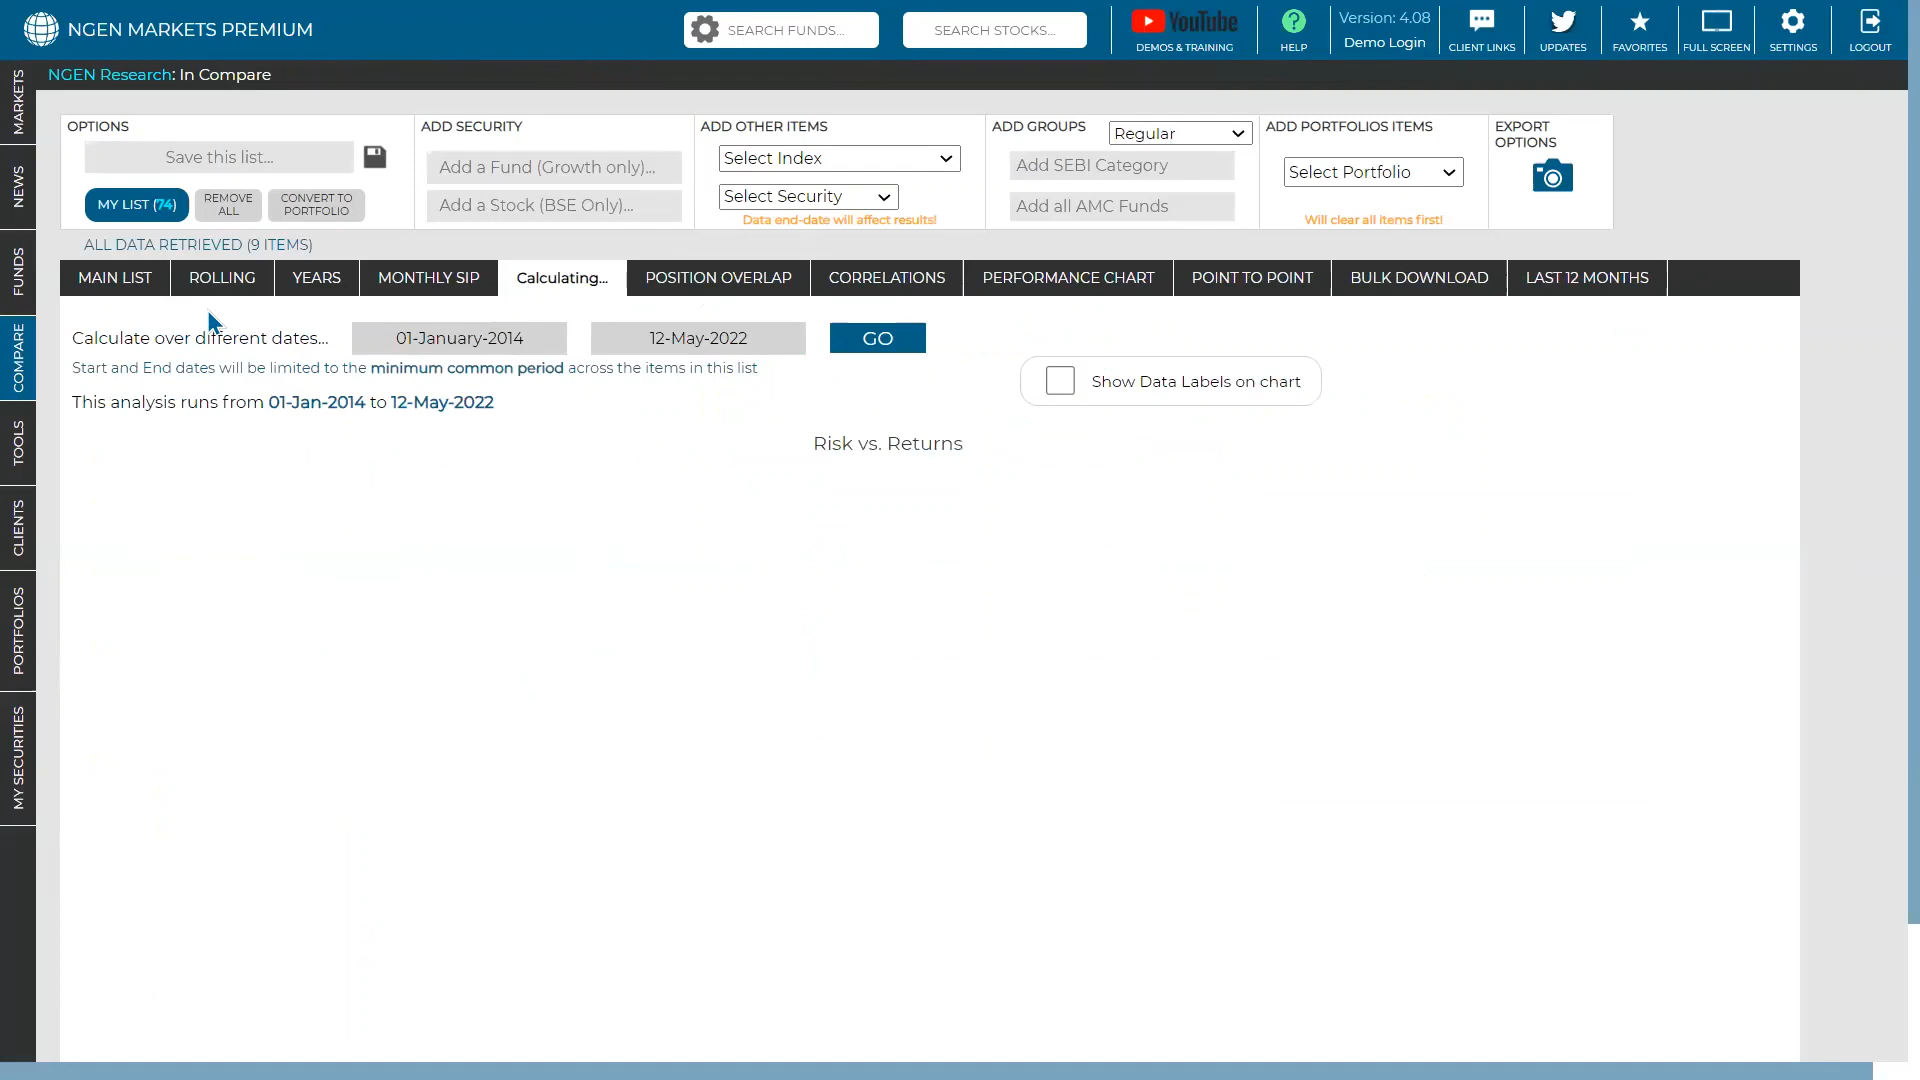 NGEN MARKETS PREMIUM
SEARCH FUNDS...
SEARCH STOCKS...
YouTube
DEMOS & TRAINING
HELP
Version: 4.08
Demo Login
CLIENT LINKS
UPDATES
FAVORITES
FULL SCREEN
SETTINGS
LOGOUT
NGEN Research: In Compare
MARKETS
NEWS
FUNDS
COMPARE
TOOLS
CLIENTS
PORTFOLIOS
MY SECURITIES
OPTIONS
Save this list...
MY LIST (74)
REMOVE ALL
CONVERT TO PORTFOLIO
ADD SECURITY
Add a Fund (Growth only)...
Add a Stock (BSE Only)...
ADD OTHER ITEMS
Select Index
Select Security
Data end-date will affect results!
ADD GROUPS
Regular
Add SEBI Category
Add all AMC Funds
ADD PORTFOLIOS ITEMS
Select Portfolio
Will clear all items first!
EXPORT
OPTIONS
ALL DATA RETRIEVED (9 ITEMS)
MAIN LIST
ROLLING
YEARS
MONTHLY SIP
Calculating...
POSITION OVERLAP
CORRELATIONS
PERFORMANCE CHART
POINT TO POINT
BULK DOWNLOAD
LAST 12 MONTHS
Calculate over different dates...
01-January-2014
12-May-2022
GO
Start and End dates will be limited to the minimum common period across the items in this list
Show Data Labels on chart
This analysis runs from 01-Jan-2014 to 12-May-2022
Risk vs. Returns